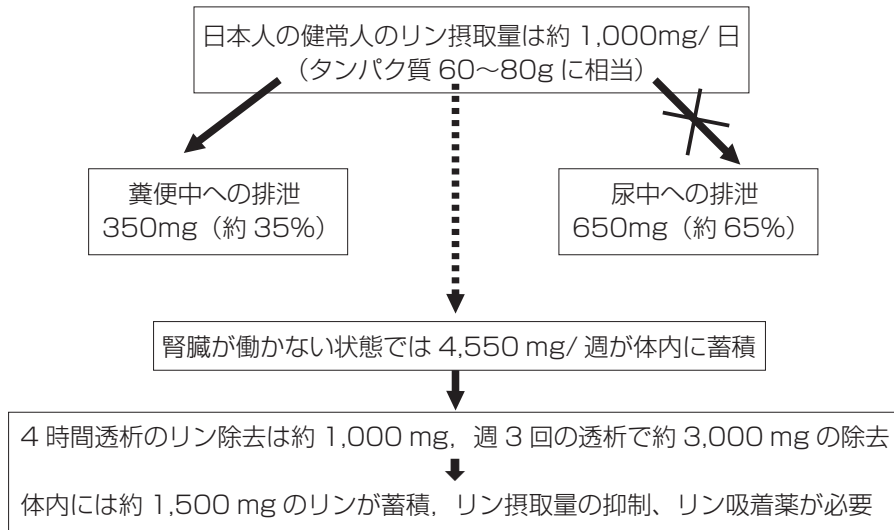 日本人の健常人のリン摂取量は約 1,000mg/ 日
（タンパク質 60〜80g に相当）
糞便中への排泄
350mg（約 35%）
尿中への排泄
650mg（約 65%）
腎臓が働かない状態では 4,550 mg/ 週が体内に蓄積
4 時間透析のリン除去は約 1,000 mg，週 3 回の透析で約 3,000 mg の除去
体内には約 1,500 mg のリンが蓄積，リン摂取量の抑制、リン吸着薬が必要